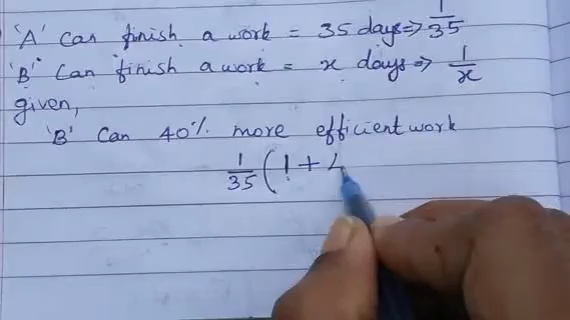 'A' Can finish a work = 35 days ⇒ 1/35
'B' Can finish a work = x days ⇒ 1/x
given,
'B' Can 40% more efficient work
1/35 (1 + 4